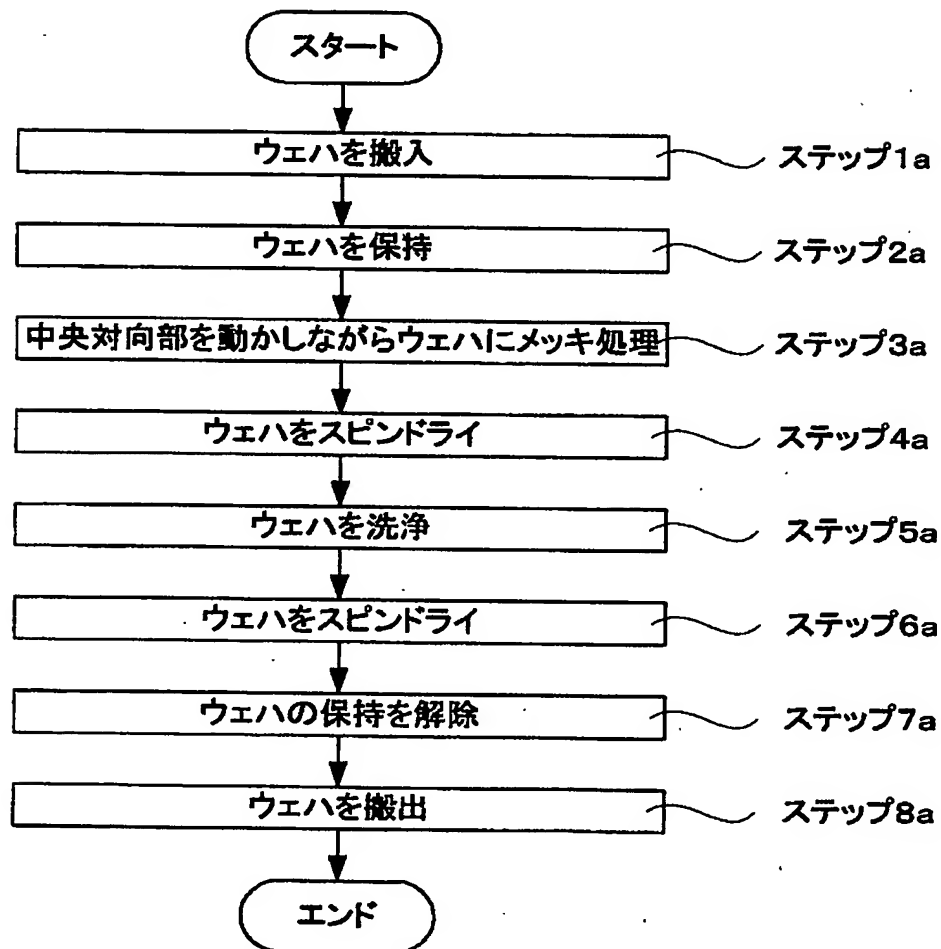 スタート
ウェハを搬入
ステップ1a
ウェハを保持
ステップ2a
中央対向部を動かしながらウェハにメッキ処理
ステップ3a
ウェハをスピンドライ
ステップ4a
ウェハを洗浄
ステップ5a
ウェハをスピンドライ
ステップ6a
ウェハの保持を解除
ステップ7a
ウェハを搬出
ステップ8a
エンド